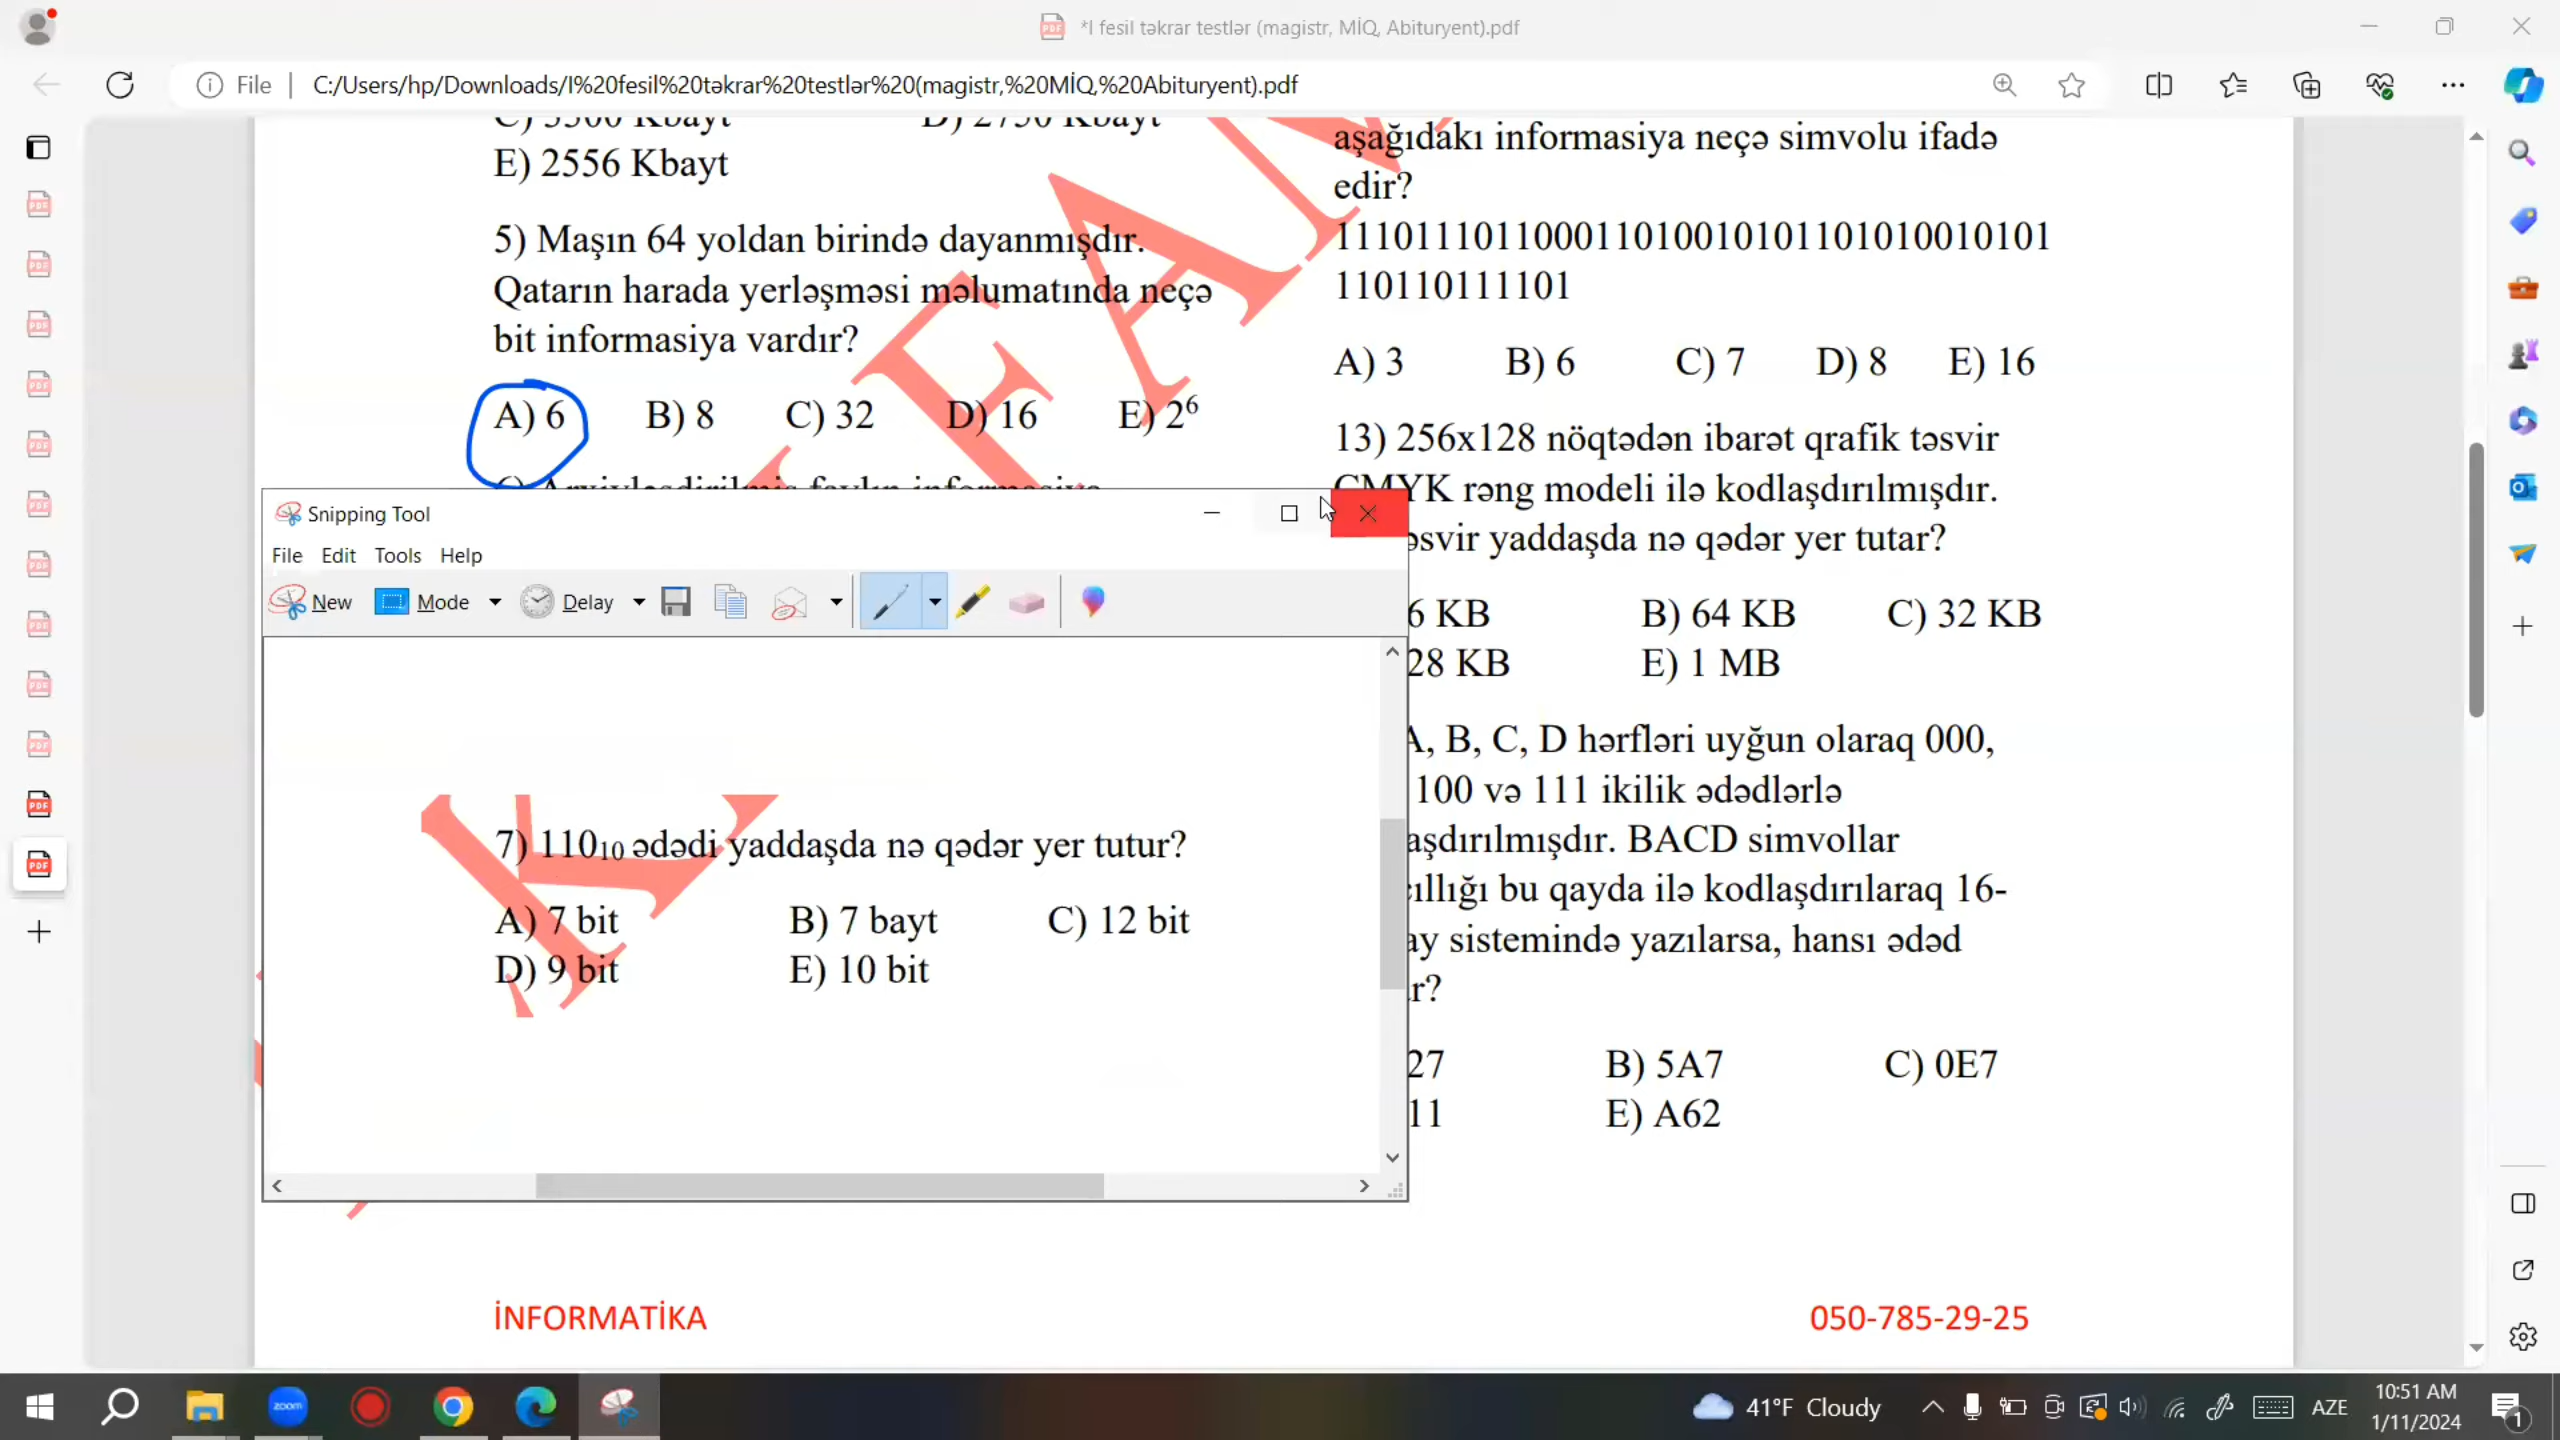 *I fesil təkrar testlər (magistr, MİQ, Abituryent).pdf
File | C:/Users/hp/Downloads/I%20fesil%20təkrar%20testlər%20(magistr,%20MİQ,%20Abituryent).pdf
E) 2556 Kbayt
5) Maşın 64 yoldan birində dayanmışdır.
Qatarın harada yerləşməsi məlumatında neçə
bit informasiya vardır?
A) 6 B) 8 C) 32 D) 16 E) 2⁶
Snipping Tool
File Edit Tools Help
New Mode Delay
7) 110₁₀ ədədi yaddaşda nə qədər yer tutur?
A) 7 bit B) 7 bayt C) 12 bit
D) 9 bit E) 10 bit
aşağıdakı informasiya neçə simvolu ifadə
edir?
111011101100011010010101101010010101
110110111101
A) 3 B) 6 C) 7 D) 8 E) 16
13) 256x128 nöqtədən ibarət qrafik təsvir
CMYK rəng modeli ilə kodlaşdırılmışdır.
əsvir yaddaşda nə qədər yer tutar?
6 KB B) 64 KB C) 32 KB
28 KB E) 1 MB
A, B, C, D hərfləri uyğun olaraq 000,
100 və 111 ikilik ədədlərlə
aşdırılmışdır. BACD simvollar
cıllığı bu qayda ilə kodlaşdırılaraq 16-
ay sistemində yazılarsa, hansı ədəd
r?
27 B) 5A7 C) 0E7
11 E) A62
İNFORMATİKA 050-785-29-25
zoom
41°F Cloudy
AZE
10:51 AM
1/11/2024
1